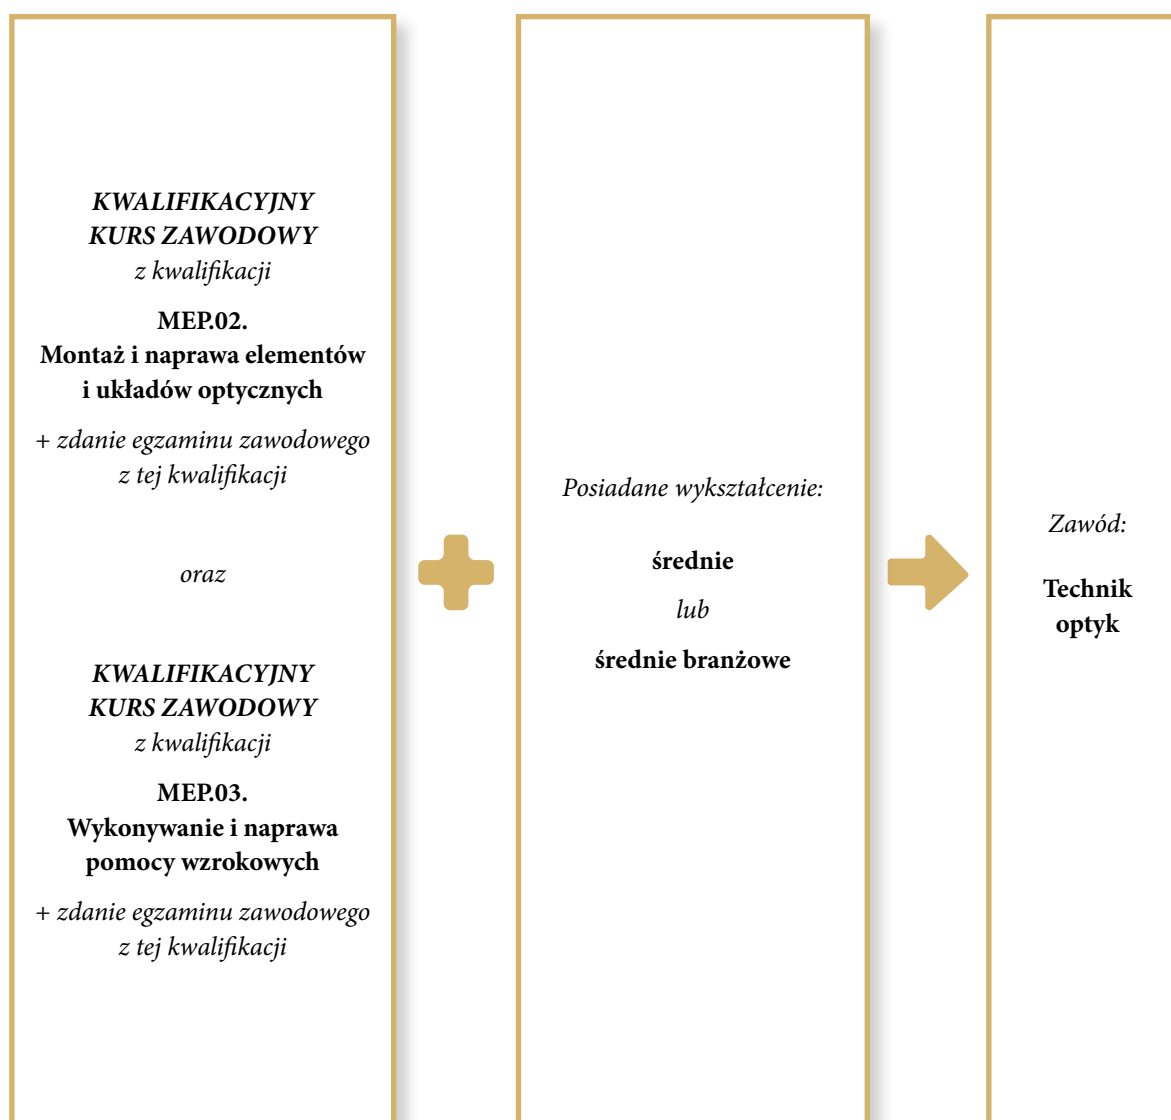 KWALIFIKACYJNY
KURS ZAWODOWY
z kwalifikacji
MEP.02.
Montaż i naprawa elementów
i układów optycznych
+ zdanie egzaminu zawodowego
z tej kwalifikacji
oraz
KWALIFIKACYJNY
KURS ZAWODOWY
z kwalifikacji
MEP.03.
Wykonywanie i naprawa
pomocy wzrokowych
+ zdanie egzaminu zawodowego
z tej kwalifikacji
Posiadane wykształcenie:
średnie
lub
średnie branżowe
Zawód:
Technik
optyk